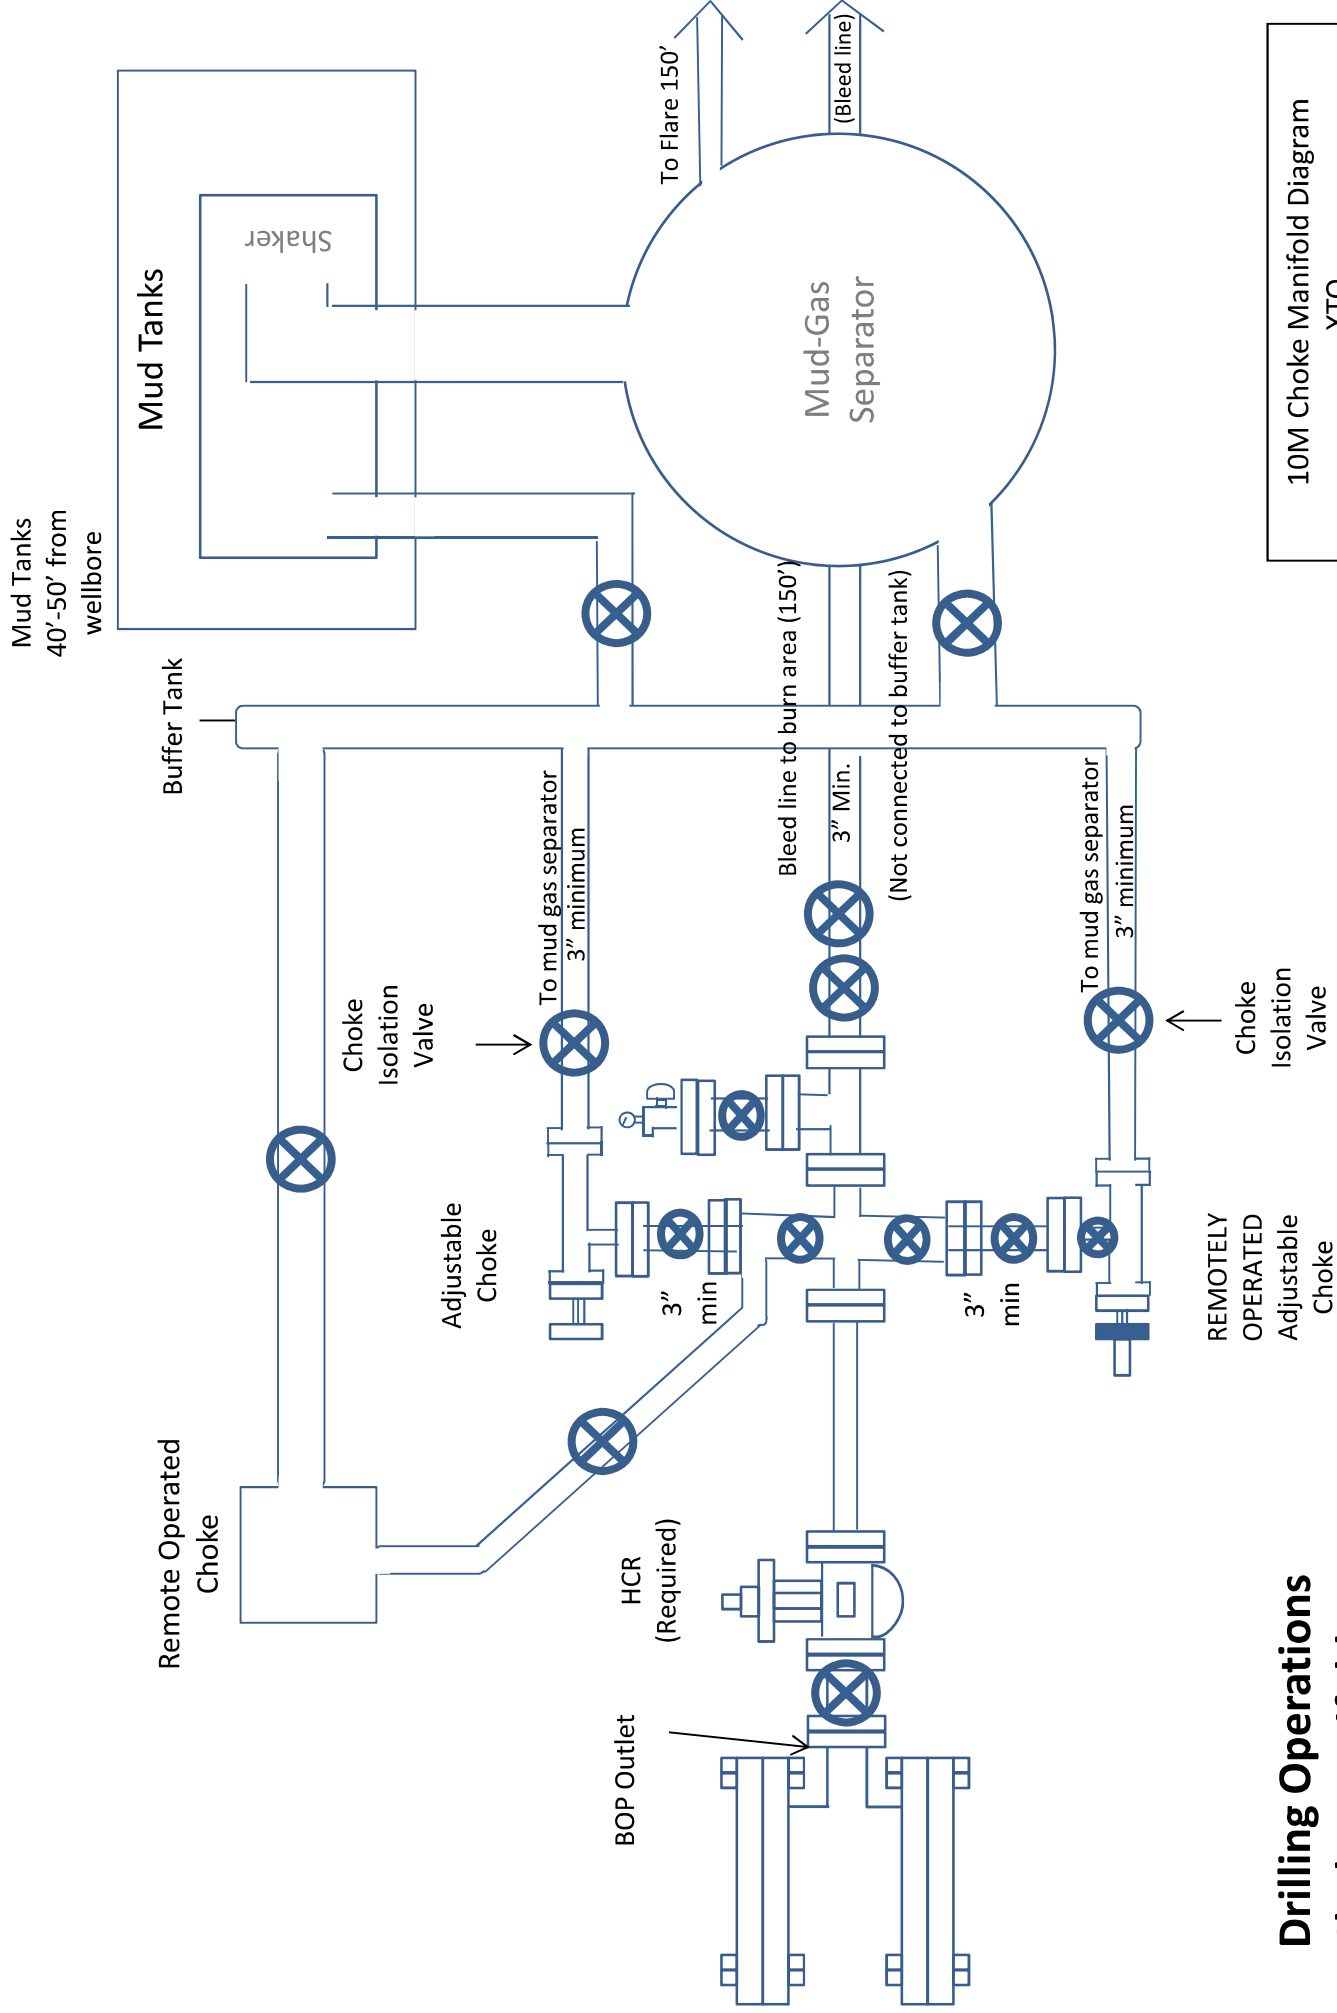 Mud Tanks
40’-50’ from
wellbore
Mud Tanks
Shaker
Buffer Tank
To Flare 150’
(Bleed line)
Mud-Gas
Separator
Remote Operated
Choke
Choke
Isolation
Valve
Adjustable
Choke
To mud gas separator
3” minimum
Bleed line to burn area (150’)
3” Min.
(Not connected to buffer tank)
To mud gas separator
3” minimum
Choke
Isolation
Valve
3”
min
3”
min
REMOTELY
OPERATED
Adjustable
Choke
HCR
(Required)
BOP Outlet
10M Choke Manifold Diagram
XTO
Drilling Operations